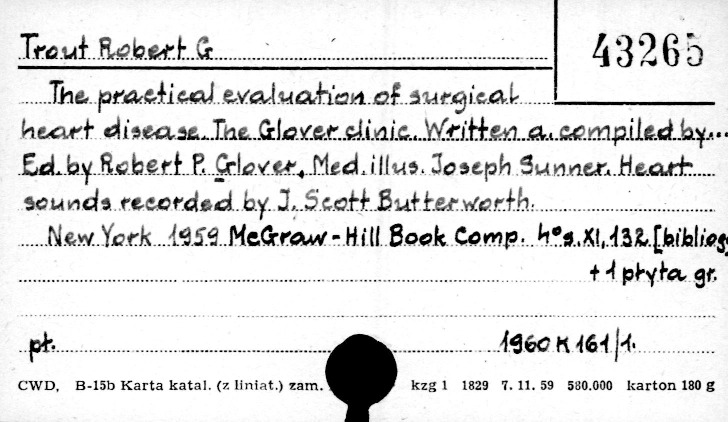 Trout Robert G
43265
The practical evaluation of surgical
heart disease. The Glover clinic. Written a. compiled by...
Ed. by Robert P. Glover, Med. illus. Joseph Sunner. Heart
sounds recorded by J. Scott Butterworth.
New York 1959 McGraw-Hill Book Comp. 4° s. XI, 132 [bibliog
+ 1 płyta gr.
pł. 1960 K 161/1.
CWD, B-15b Karta katal. (z liniat.) zam. kzg 1 1829 7. 11. 59 580.000 karton 180 g